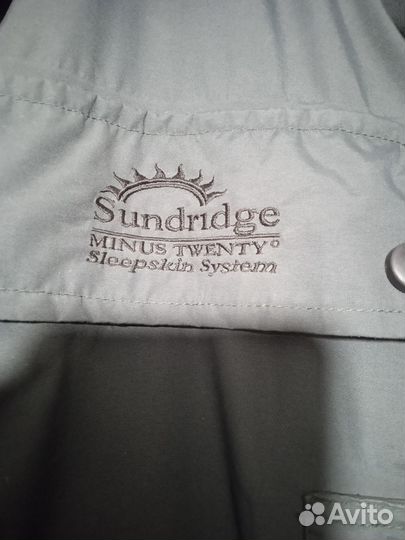 Sundridge
MINUS TWENTY°
Sleepskin System
Avito